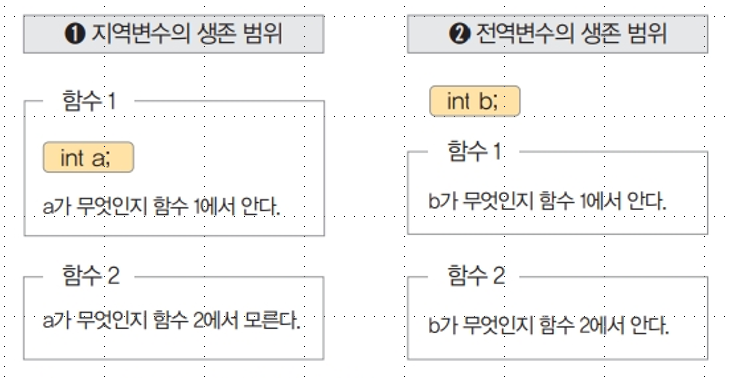 ❶ 지역변수의 생존 범위
함수 1
int a;
a가 무엇인지 함수 1에서 안다.
함수 2
a가 무엇인지 함수 2에서 모른다.
❷ 전역변수의 생존 범위
int b;
함수 1
b가 무엇인지 함수 1에서 안다.
함수 2
b가 무엇인지 함수 2에서 안다.